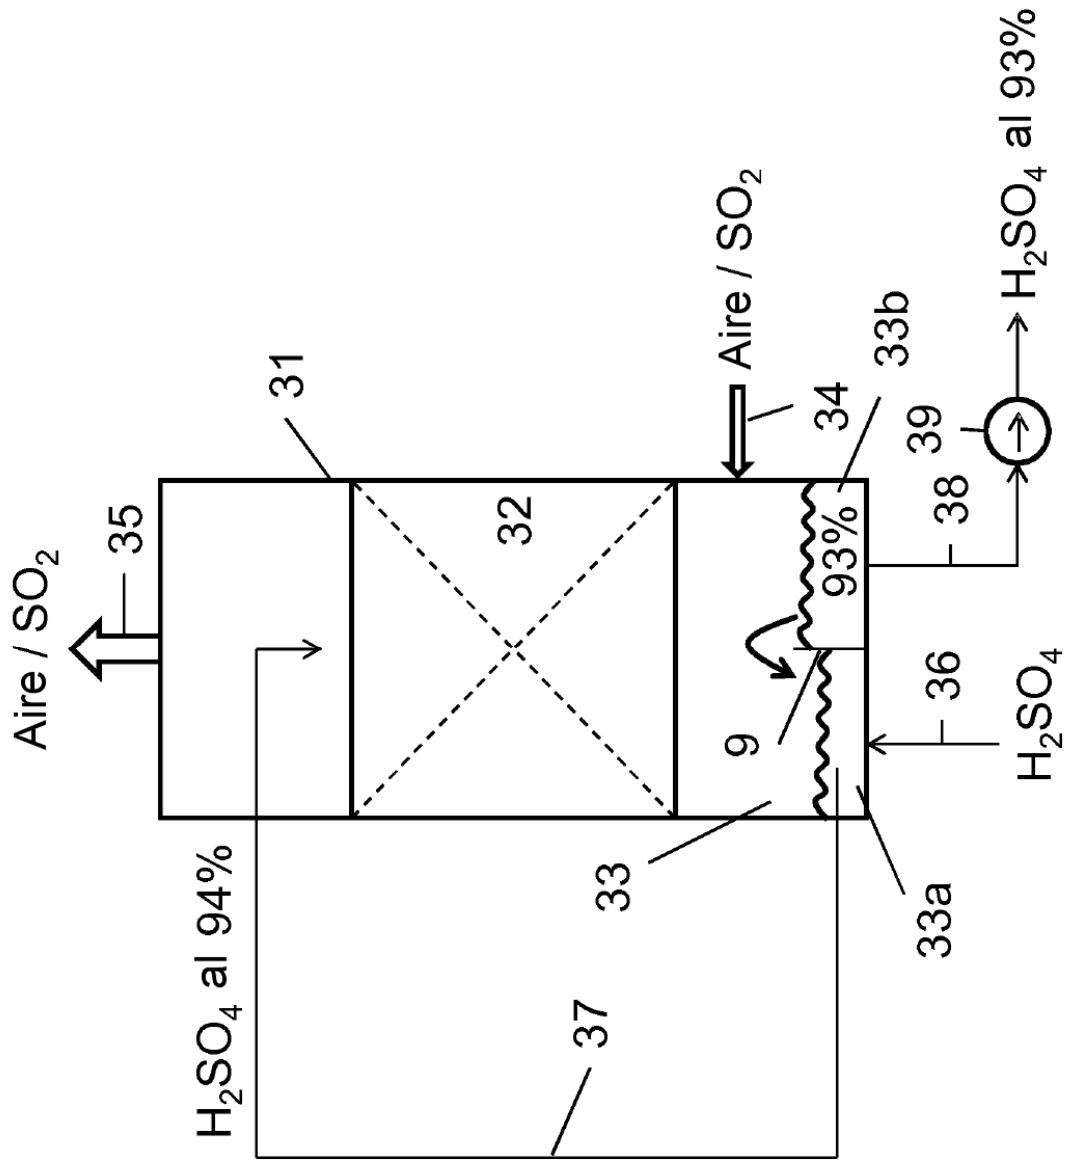 Aire / SO₂
35
31
H₂SO₄ al 94%
32
Aire / SO₂
34
33b
33
9
93%
39
H₂SO₄ al 93%
37
33a
36
38
H₂SO₄